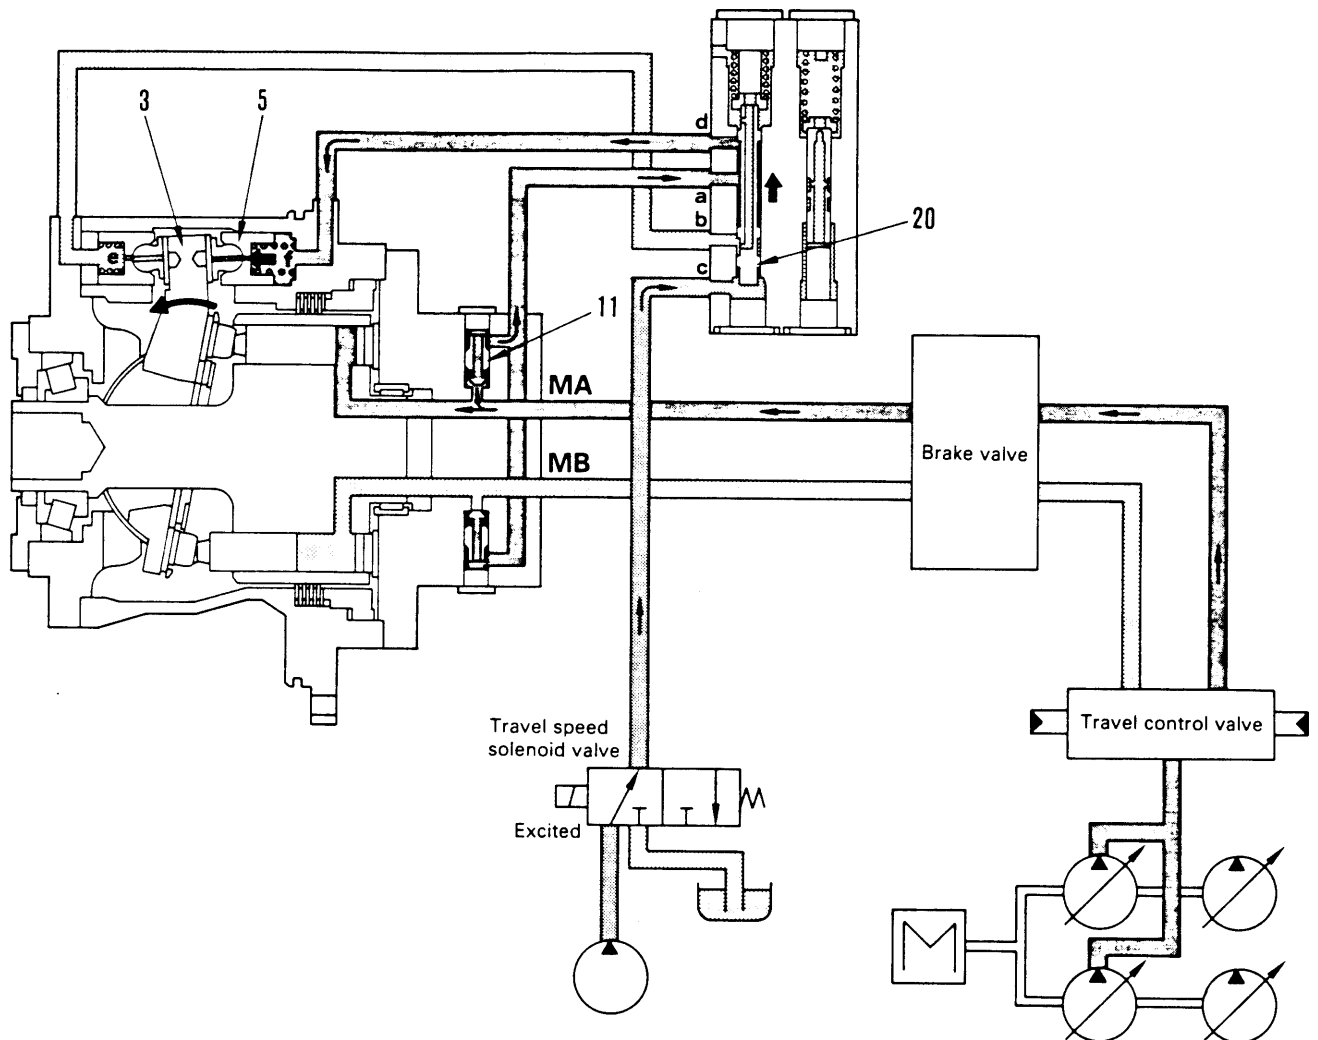 3
5
d
a
b
c
20
e
f
11
MA
MB
Brake valve
Travel speed
solenoid valve
Excited
Travel control valve